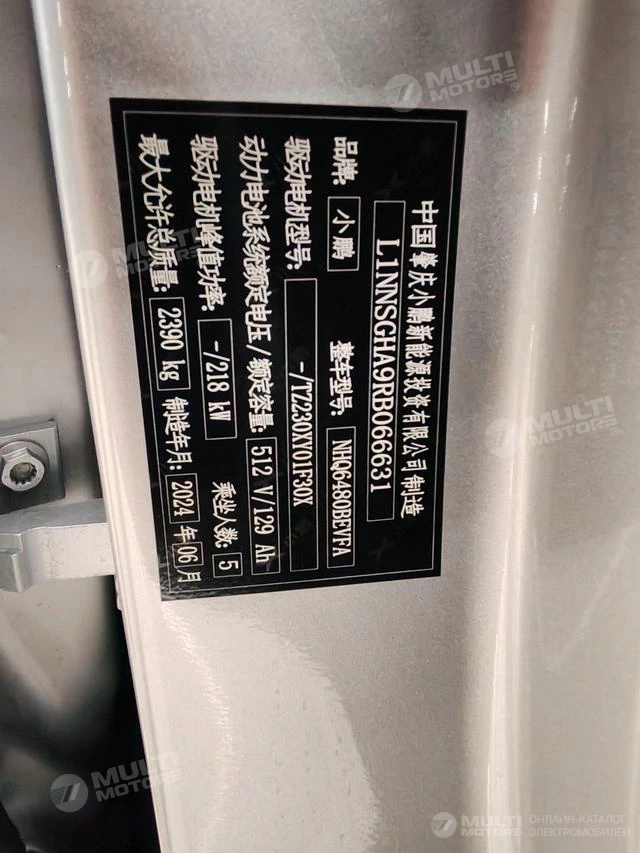 中国肇庆小鹏新能源投资有限公司制造
L1NNSGHA9RB066631
品牌: 小鹏 整车型号: NHQ6480BEVFA
驱动电机型号: -/TZ230XY01F30X
动力电池系统额定电压/额定容量: 512 V/129 Ah
驱动电机峰值功率: -/218 kW 乘坐人数: 5
最大允许总质量: 2390 kg 制造年月: 2024 年 06 月
MULTI
MOTORS®
MULTI
MOTORS
MULTI
MOTORS
MULTI
MOTORS
MULTI
MOTORS
ОНЛАЙН-КАТАЛОГ
ЭЛЕКТРОМОБИЛЕЙ